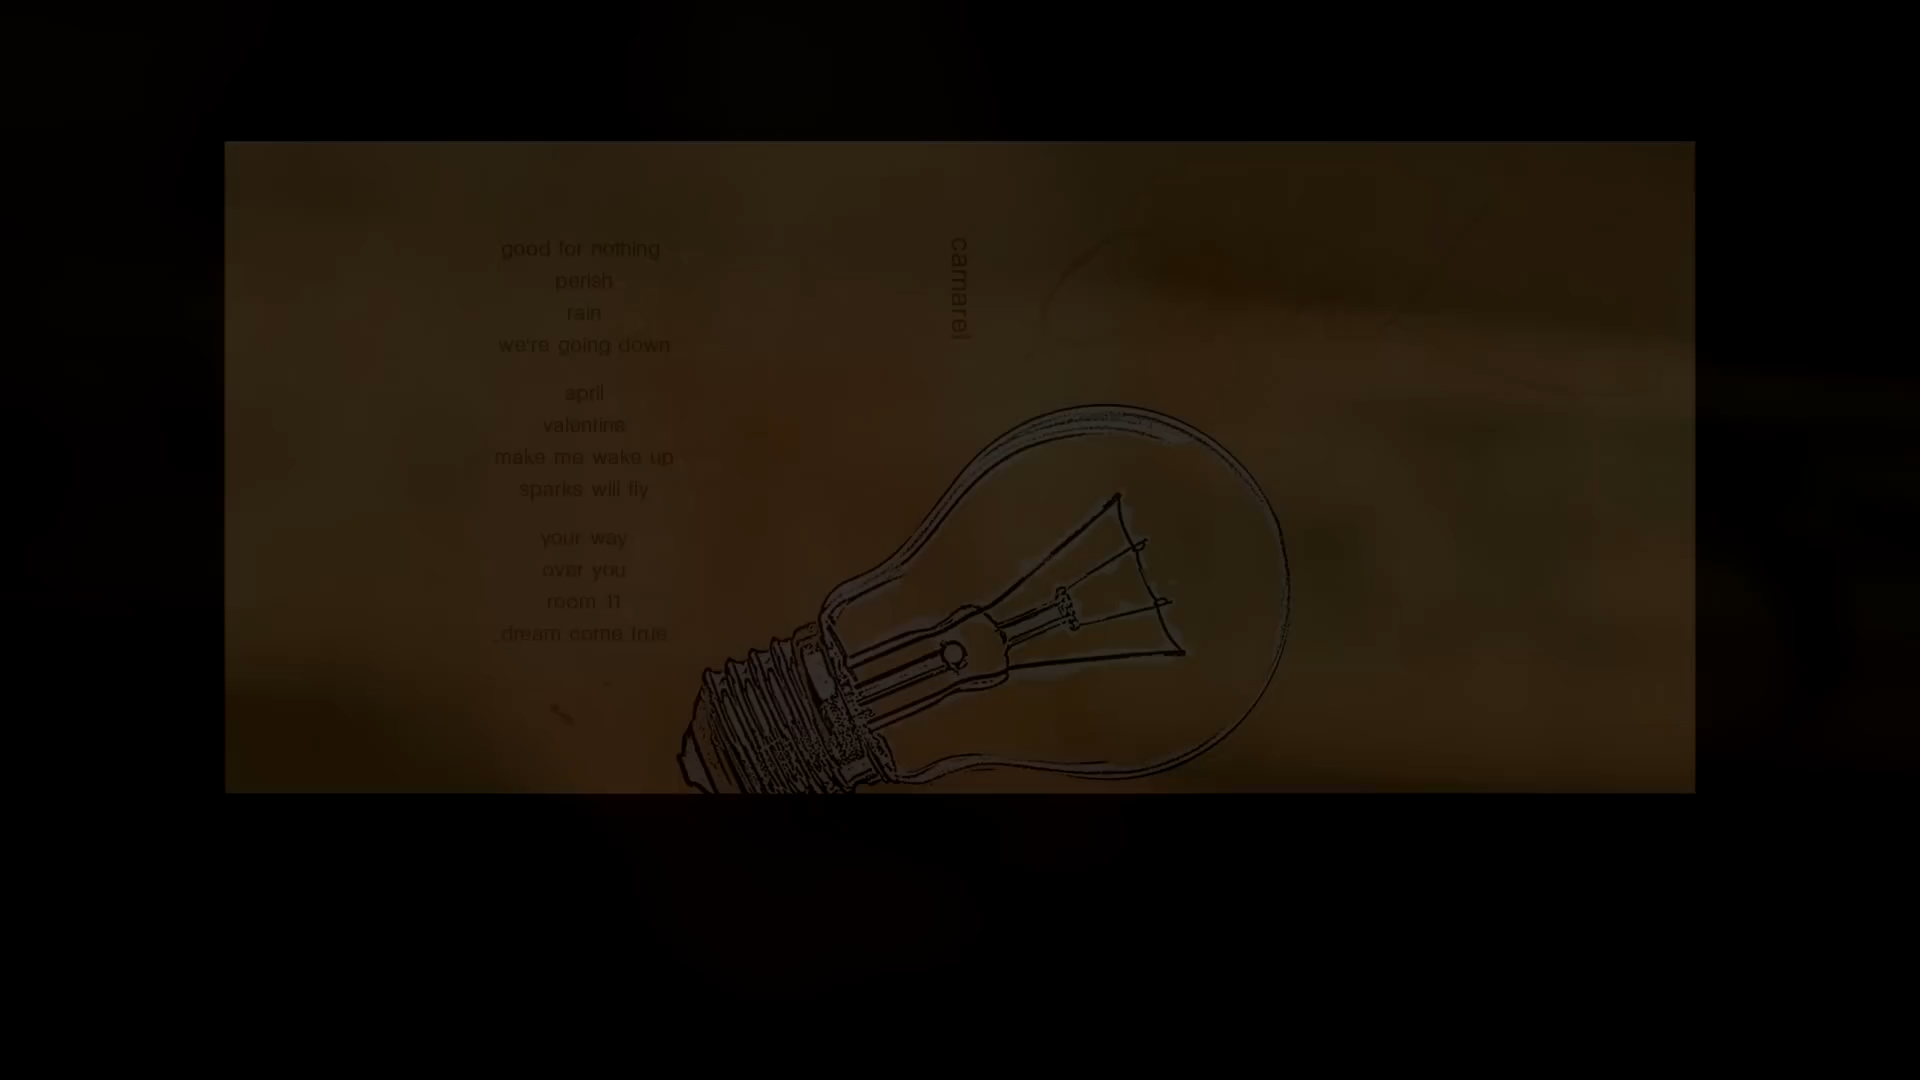 good for nothing
perish
rain
we're going down
april
valentine
make me wake up
sparks will fly
your way
over you
room 11
dream come true
camarel